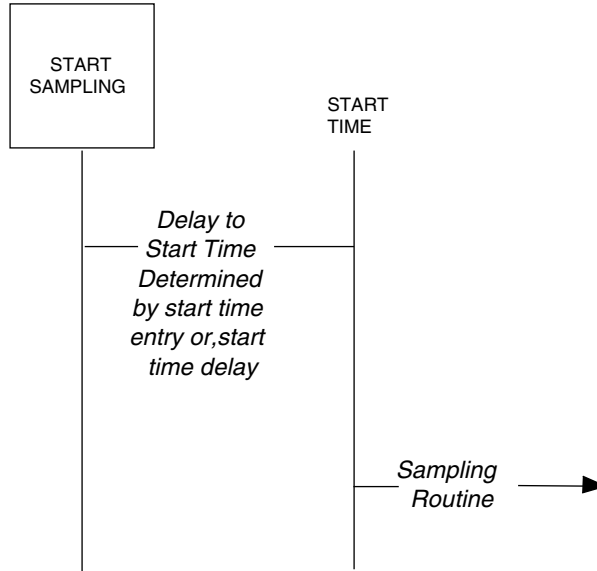 START
SAMPLING
START
TIME
Delay to
Start Time
Determined
by start time
entry or,start
time delay
Sampling
Routine